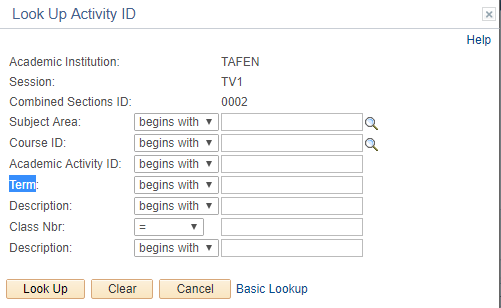 Look Up Activity ID
Help
Academic Institution: TAFEN
Session: TV1
Combined Sections ID: 0002
Subject Area: begins with
Course ID: begins with
Academic Activity ID: begins with
Term: begins with
Description: begins with
Class Nbr: =
Description: begins with
Look Up Clear Cancel Basic Lookup